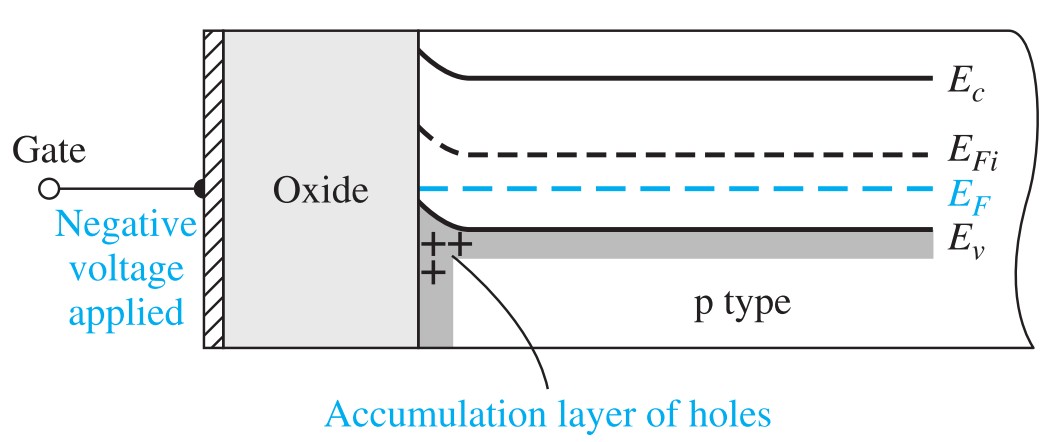 Gate
Negative
voltage
applied
Oxide
E_c
E_{Fi}
E_F
E_v
++
+
p type
Accumulation layer of holes